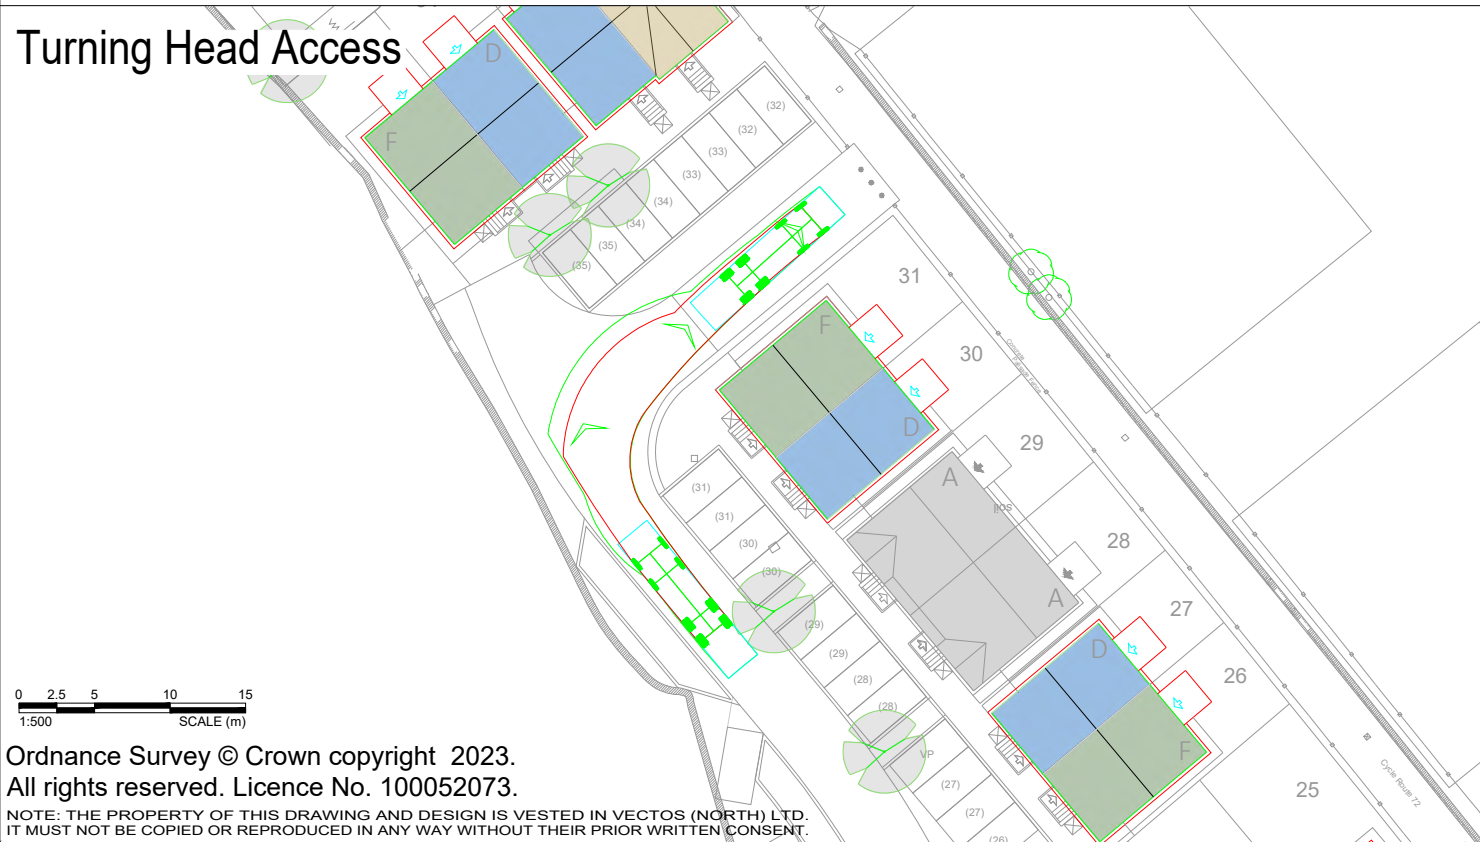 Turning Head Access
D
F
(32)
(32)
(33)
(33)
(34)
(34)
(35)
(35)
31
F
30
D
29
A
28
A
27
D
26
F
25
(31)
(31)
(30)
(30)
(29)
(29)
(28)
(28)
VP
(27)
(27)
(26)
Cycle Route 72
0 2.5 5 10 15
1:500 SCALE (m)
Ordnance Survey © Crown copyright 2023.
All rights reserved. Licence No. 100052073.
NOTE: THE PROPERTY OF THIS DRAWING AND DESIGN IS VESTED IN VECTOS (NORTH) LTD.
IT MUST NOT BE COPIED OR REPRODUCED IN ANY WAY WITHOUT THEIR PRIOR WRITTEN CONSENT.